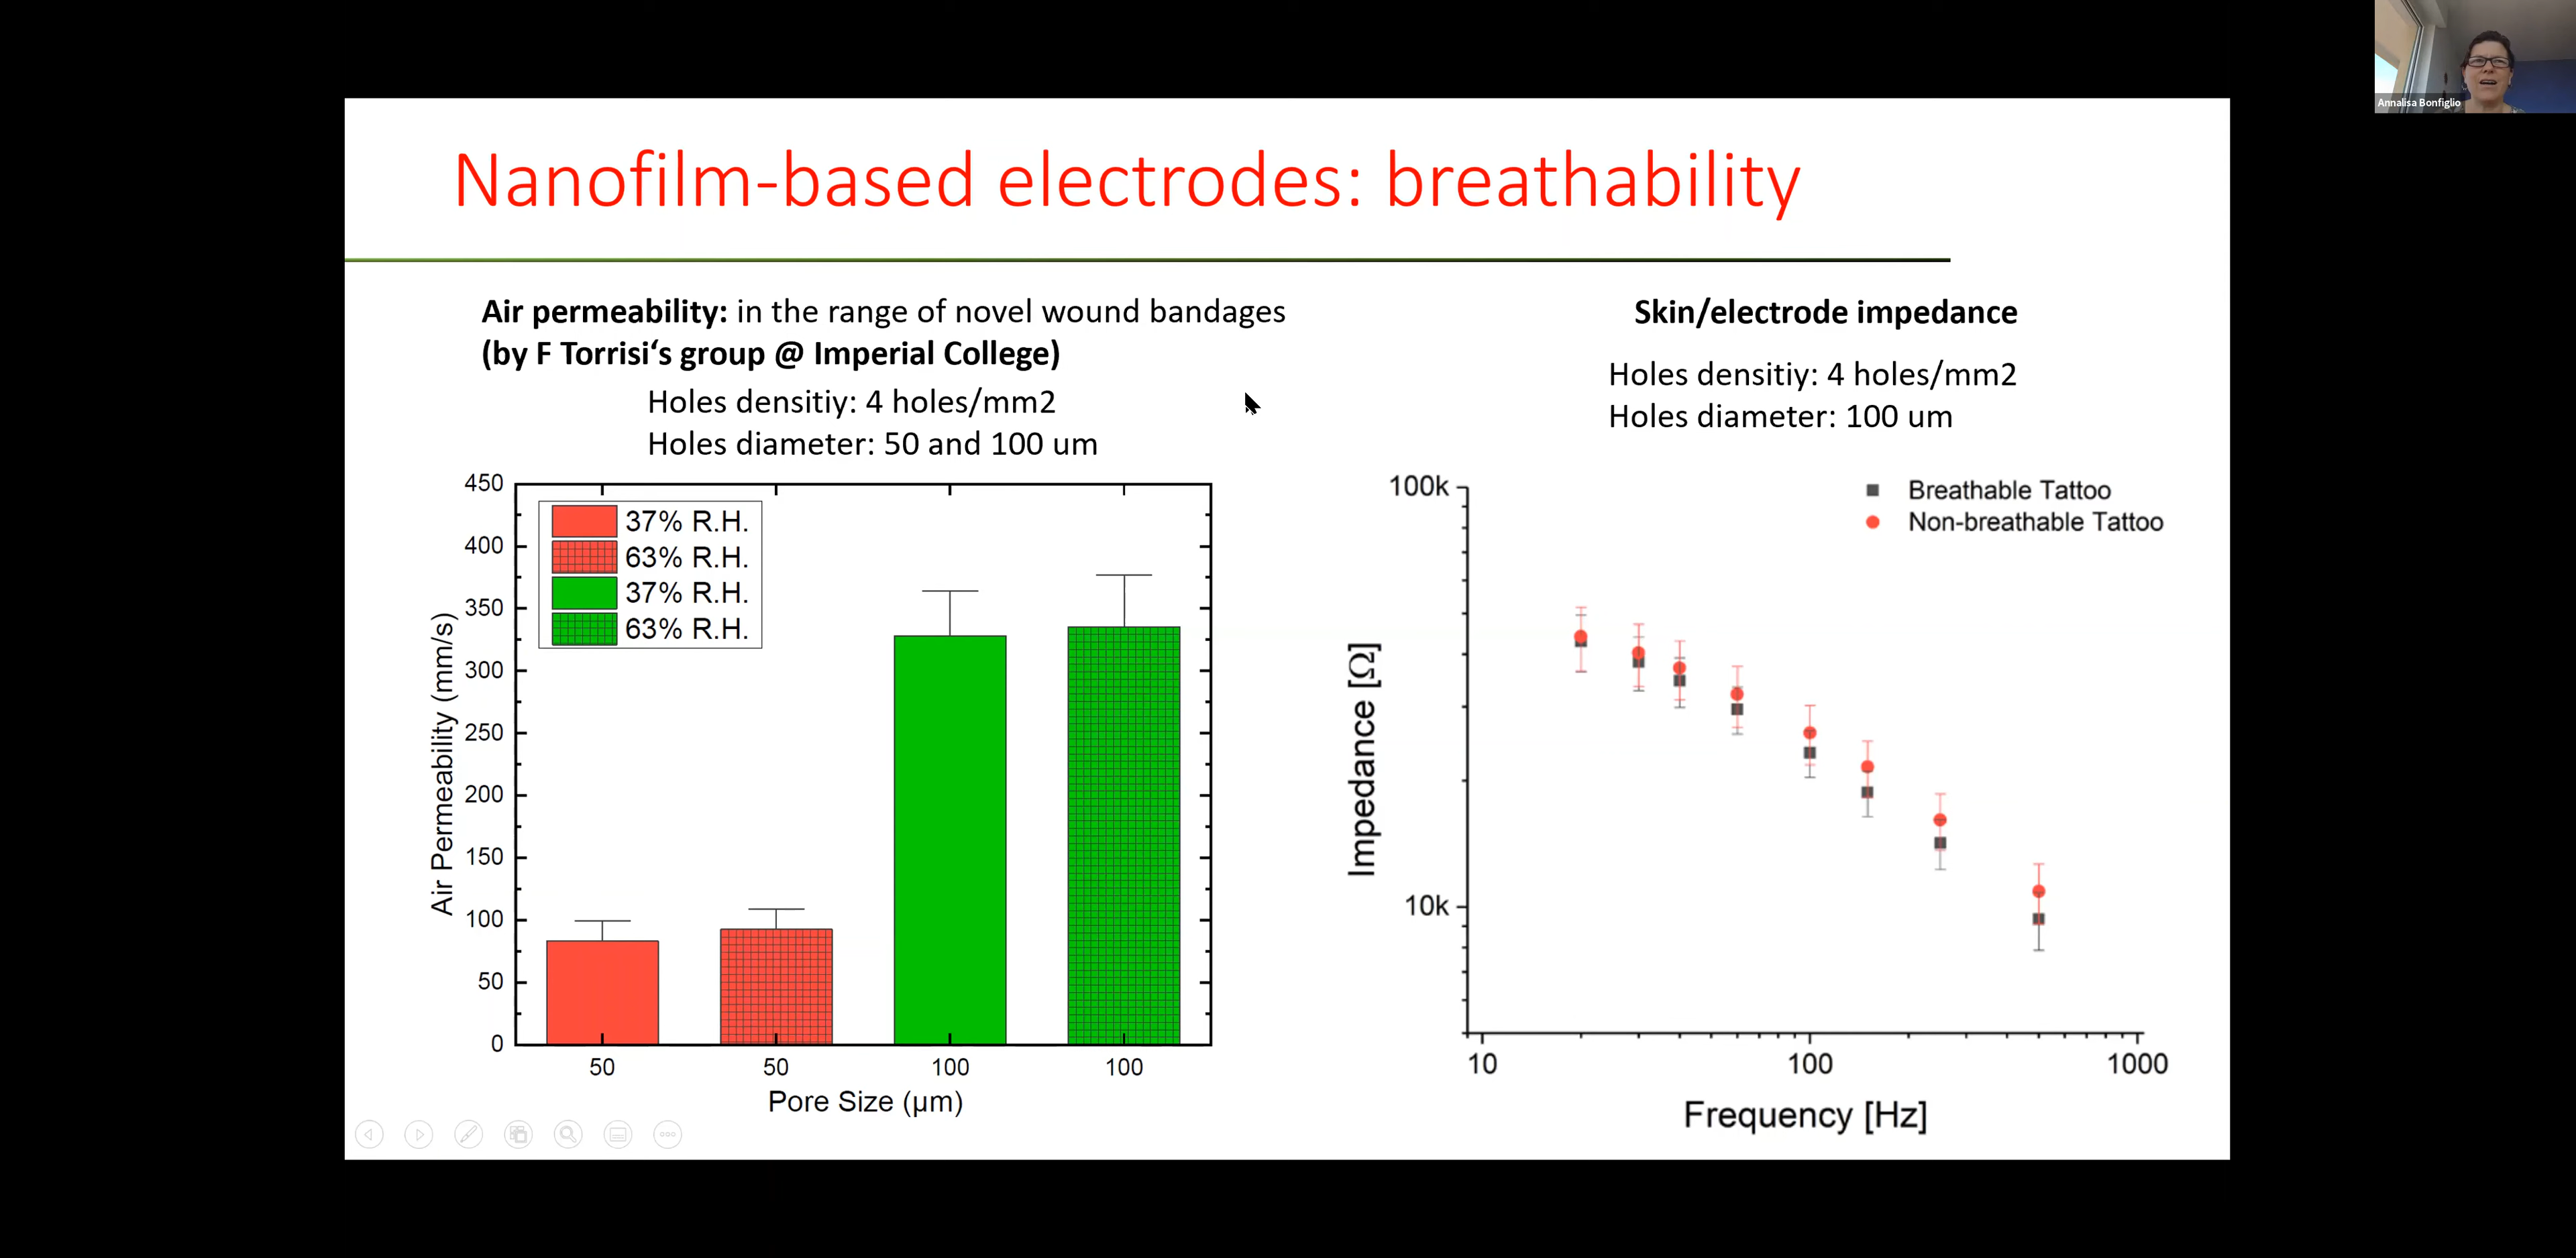 Annalisa Bonfiglio
Nanofilm-based electrodes: breathability
Air permeability: in the range of novel wound bandages
(by F Torrisi‘s group @ Imperial College)
Holes densitiy: 4 holes/mm2
Holes diameter: 50 and 100 um
450
400
350
300
250
200
150
100
50
0
Air Permeability (mm/s)
37% R.H.
63% R.H.
37% R.H.
63% R.H.
50 50 100 100
Pore Size (µm)
Skin/electrode impedance
Holes densitiy: 4 holes/mm2
Holes diameter: 100 um
100k
10k
Impedance [Ω]
Breathable Tattoo
Non-breathable Tattoo
10 100 1000
Frequency [Hz]